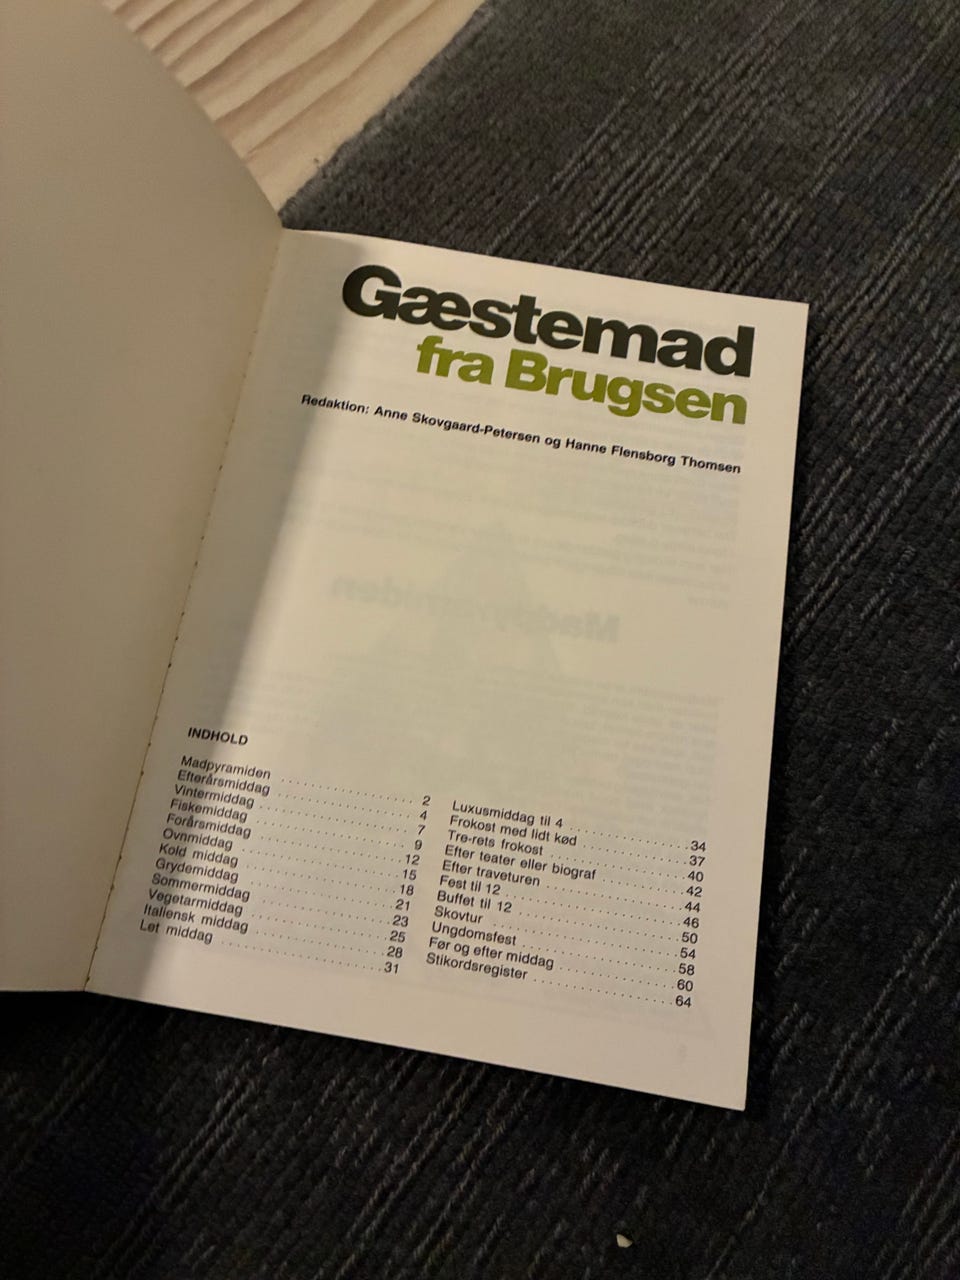 Gæstemad
fra Brugsen
Redaktion: Anne Skovgaard-Petersen og Hanne Flensborg Thomsen
INDHOLD
Madpyramiden . . . . . . . . . . . . . . . . 2
Efterårsmiddag . . . . . . . . . . . . . . . . 4
Vintermiddag . . . . . . . . . . . . . . . . 7
Fiskemiddag . . . . . . . . . . . . . . . . 9
Forårsmiddag . . . . . . . . . . . . . . . . 12
Ovnmiddag . . . . . . . . . . . . . . . . 15
Kold middag . . . . . . . . . . . . . . . . 18
Grydemiddag . . . . . . . . . . . . . . . . 21
Sommermiddag . . . . . . . . . . . . . . . . 23
Vegetarmiddag . . . . . . . . . . . . . . . . 25
Italiensk middag . . . . . . . . . . . . . . . . 28
Let middag . . . . . . . . . . . . . . . . 31
Luxusmiddag til 4 . . . . . . . . . . . . . . . . 34
Frokost med lidt kød . . . . . . . . . . . . . . . . 37
Tre-rets frokost . . . . . . . . . . . . . . . . 40
Efter teater eller biograf . . . . . . . . . . . . . . . . 42
Efter traveturen . . . . . . . . . . . . . . . . 44
Fest til 12 . . . . . . . . . . . . . . . . 46
Buffet til 12 . . . . . . . . . . . . . . . . 50
Skovtur . . . . . . . . . . . . . . . . 54
Ungdomsfest . . . . . . . . . . . . . . . . 58
Før og efter middag . . . . . . . . . . . . . . . . 60
Stikordsregister . . . . . . . . . . . . . . . . 64